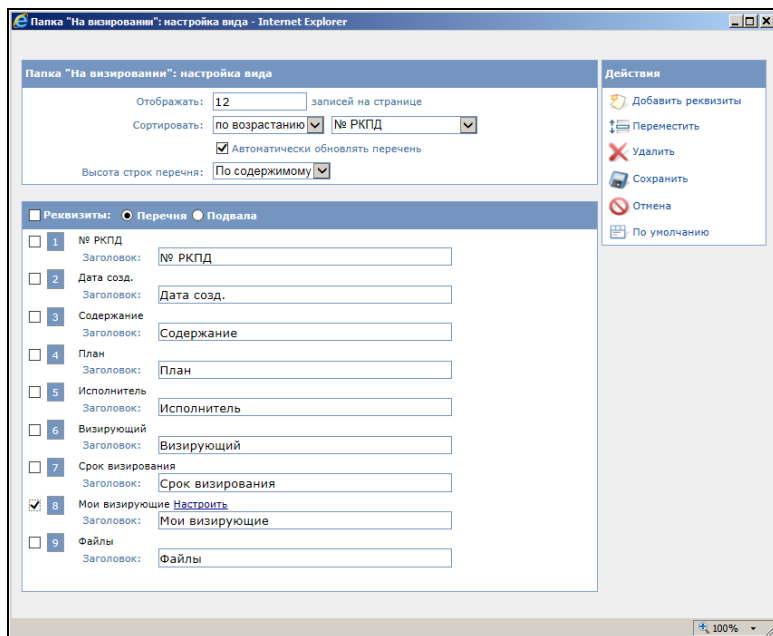 Папка "На визировании": настройка вида - Internet Explorer
Папка "На визировании": настройка вида
Отображать: 12 записей на странице
Сортировать: по возрастанию № РКПД
Автоматически обновлять перечень
Высота строк перечня: По содержимому
Реквизиты: Перечня Подвала
1 № РКПД
Заголовок: № РКПД
2 Дата созд.
Заголовок: Дата созд.
3 Содержание
Заголовок: Содержание
4 План
Заголовок: План
5 Исполнитель
Заголовок: Исполнитель
6 Визирующий
Заголовок: Визирующий
7 Срок визирования
Заголовок: Срок визирования
8 Мои визирующие Настроить
Заголовок: Мои визирующие
9 Файлы
Заголовок: Файлы
Действия
Добавить реквизиты
Переместить
Удалить
Сохранить
Отмена
По умолчанию
100%